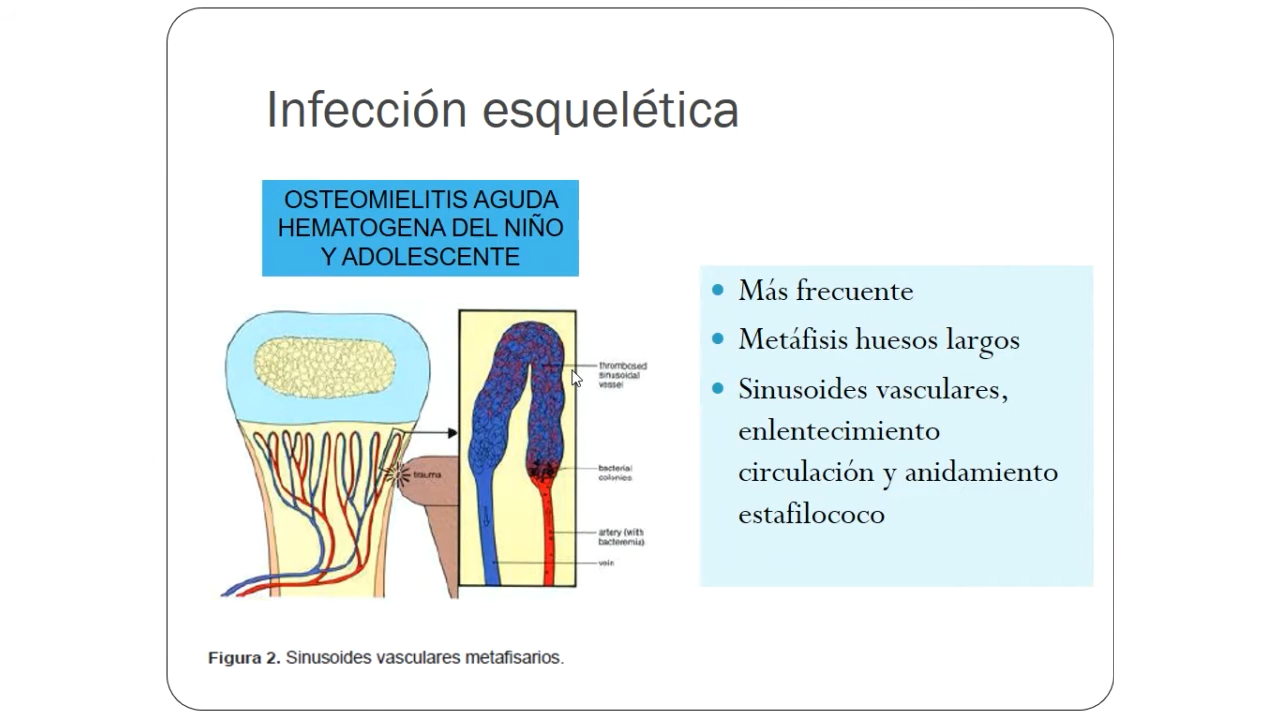 Infección esquelética
OSTEOMIELITIS AGUDA
HEMATOGENA DEL NIÑO
Y ADOLESCENTE
thrombosed
sinusoidal
vessel
trauma
bacterial
colonies
artery (with
bacteremia)
vein
• Más frecuente
• Metáfisis huesos largos
• Sinusoides vasculares,
enlentecimiento
circulación y anidamiento
estafilococo
Figura 2. Sinusoides vasculares metafisarios.